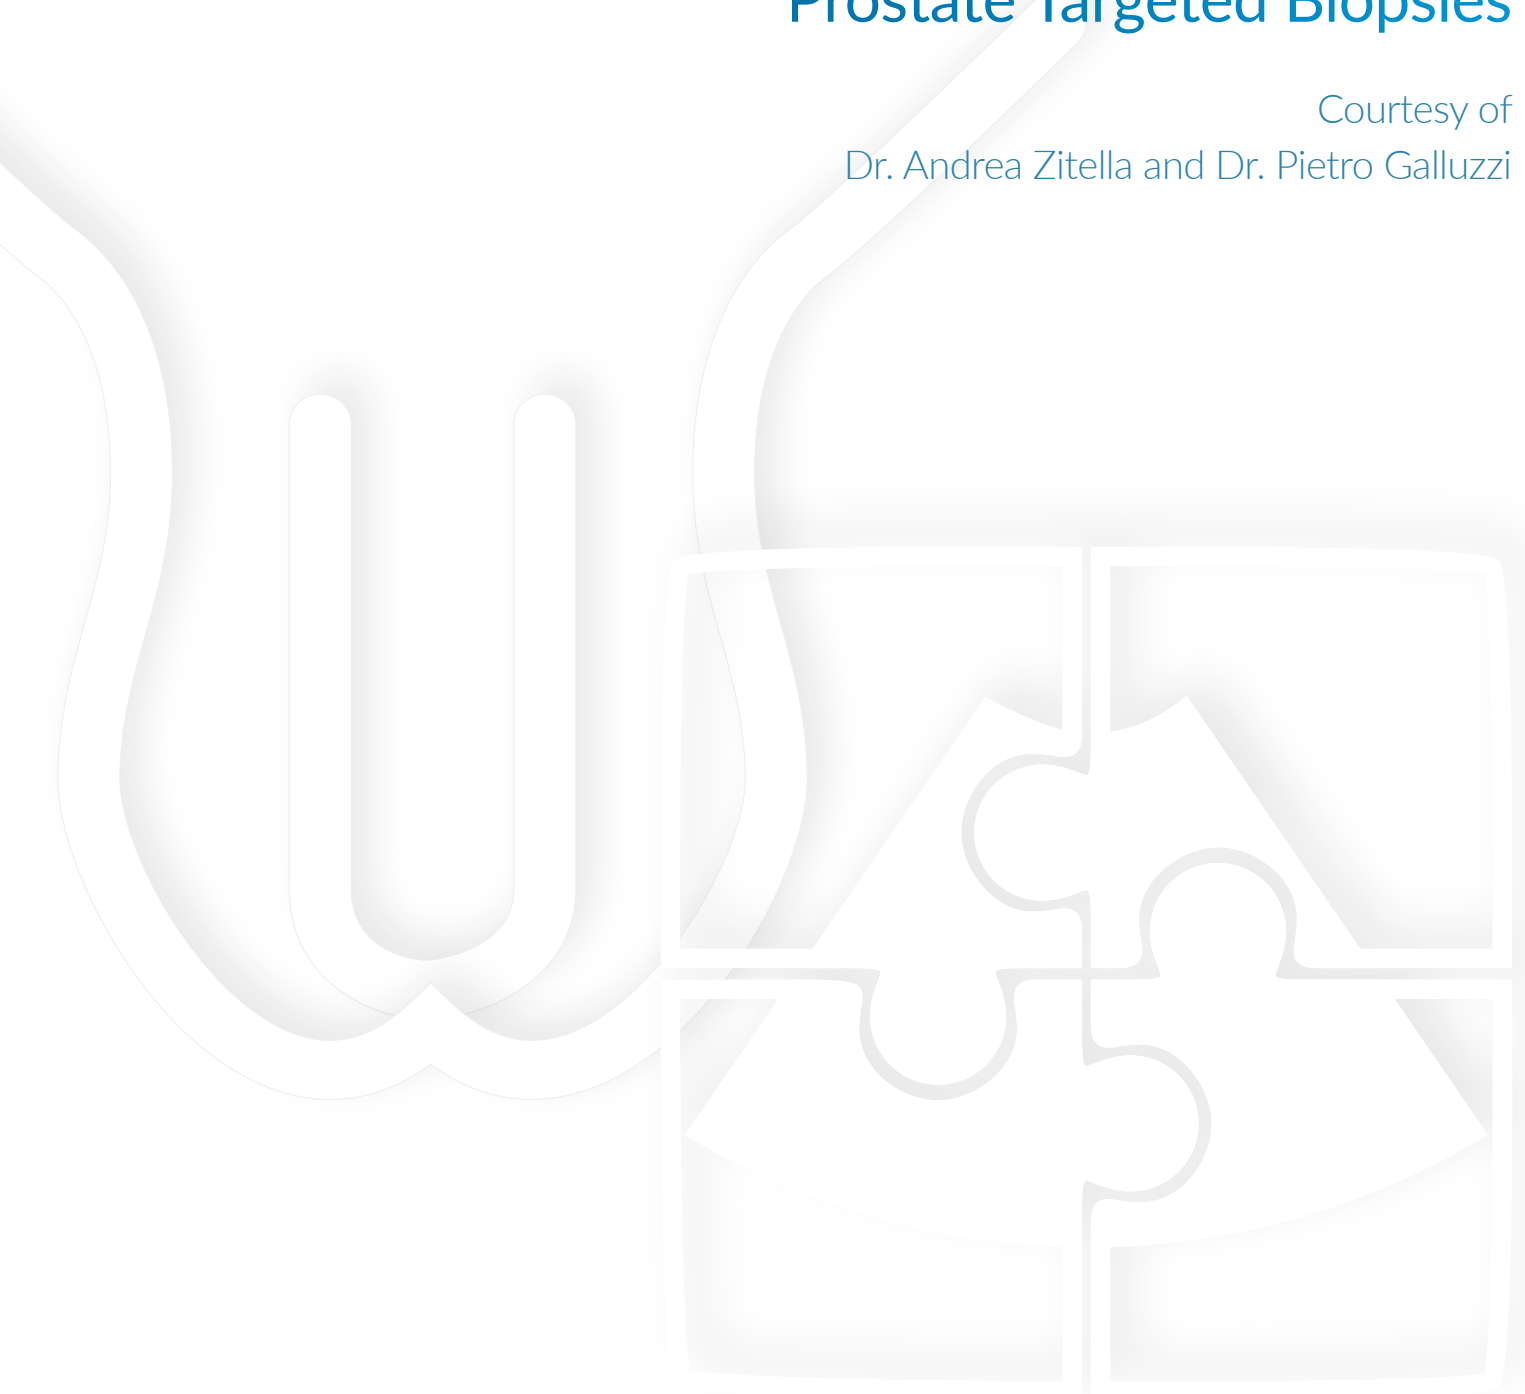 Prostate Targeted Biopsies
Courtesy of
Dr. Andrea Zitella and Dr. Pietro Galluzzi